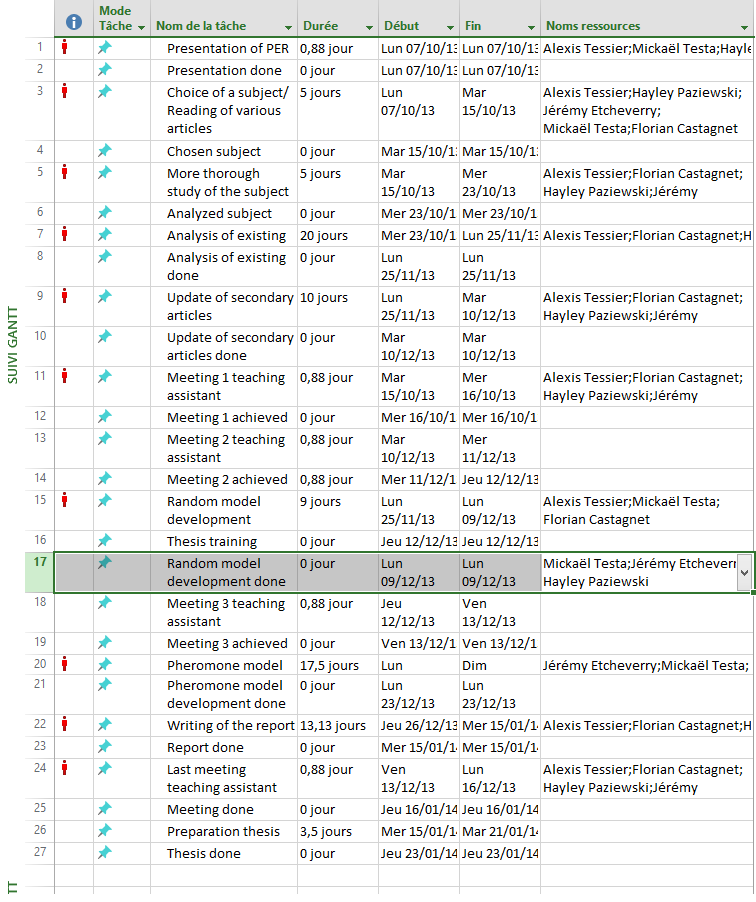 Mode
Tâche Nom de la tâche Durée Début Fin Noms ressources
1 Presentation of PER 0,88 jour Lun 07/10/13 Lun 07/10/13 Alexis Tessier;Mickaël Testa;Hayle
2 Presentation done 0 jour Lun 07/10/13 Lun 07/10/13
3 Choice of a subject/ 5 jours Lun Mar Alexis Tessier;Hayley Paziewski;
Reading of various 07/10/13 15/10/13 Jérémy Etcheverry;
articles Mickaël Testa;Florian Castagnet
4 Chosen subject 0 jour Mar 15/10/1 Mar 15/10/1
5 More thorough 5 jours Mar Mer Alexis Tessier;Florian Castagnet;
study of the subject 15/10/13 23/10/13 Hayley Paziewski;Jérémy
6 Analyzed subject 0 jour Mer 23/10/1 Mer 23/10/1
7 Analysis of existing 20 jours Mer 23/10/1 Lun 25/11/13 Alexis Tessier;Florian Castagnet;H
8 Analysis of existing 0 jour Lun Lun
done 25/11/13 25/11/13
9 Update of secondary 10 jours Lun Mar Alexis Tessier;Florian Castagnet;
articles 25/11/13 10/12/13 Hayley Paziewski;Jérémy
10 Update of secondary 0 jour Mar Mar
articles done 10/12/13 10/12/13
11 Meeting 1 teaching 0,88 jour Mar Mer Alexis Tessier;Florian Castagnet;
assistant 15/10/13 16/10/13 Hayley Paziewski;Jérémy
12 Meeting 1 achieved 0 jour Mer 16/10/1 Mer 16/10/1
13 Meeting 2 teaching 0,88 jour Mar Mer
assistant 10/12/13 11/12/13
14 Meeting 2 achieved 0,88 jour Mer 11/12/1 Jeu 12/12/13
15 Random model 9 jours Lun Lun Alexis Tessier;Mickaël Testa;
development 25/11/13 09/12/13 Florian Castagnet
16 Thesis training 0 jour Jeu 12/12/13 Jeu 12/12/13
17 Random model 0 jour Lun Lun Mickaël Testa;Jérémy Etcheverr
development done 09/12/13 09/12/13 Hayley Paziewski
18 Meeting 3 teaching 0,88 jour Jeu Ven
assistant 12/12/13 13/12/13
19 Meeting 3 achieved 0 jour Ven 13/12/1 Ven 13/12/1
20 Pheromone model 17,5 jours Lun Dim Jérémy Etcheverry;Mickaël Testa;
21 Pheromone model 0 jour Lun Lun
development done 23/12/13 23/12/13
22 Writing of the report 13,13 jours Jeu 26/12/13 Mer 15/01/14 Alexis Tessier;Florian Castagnet;H
23 Report done 0 jour Mer 15/01/14 Mer 15/01/14
24 Last meeting 0,88 jour Ven Lun Alexis Tessier;Florian Castagnet;
teaching assistant 13/12/13 16/12/13 Hayley Paziewski;Jérémy
25 Meeting done 0 jour Jeu 16/01/14 Jeu 16/01/14
26 Preparation thesis 3,5 jours Mer 15/01/14 Mar 21/01/14
27 Thesis done 0 jour Jeu 23/01/14 Jeu 23/01/14
SUIVI GANTT
TT